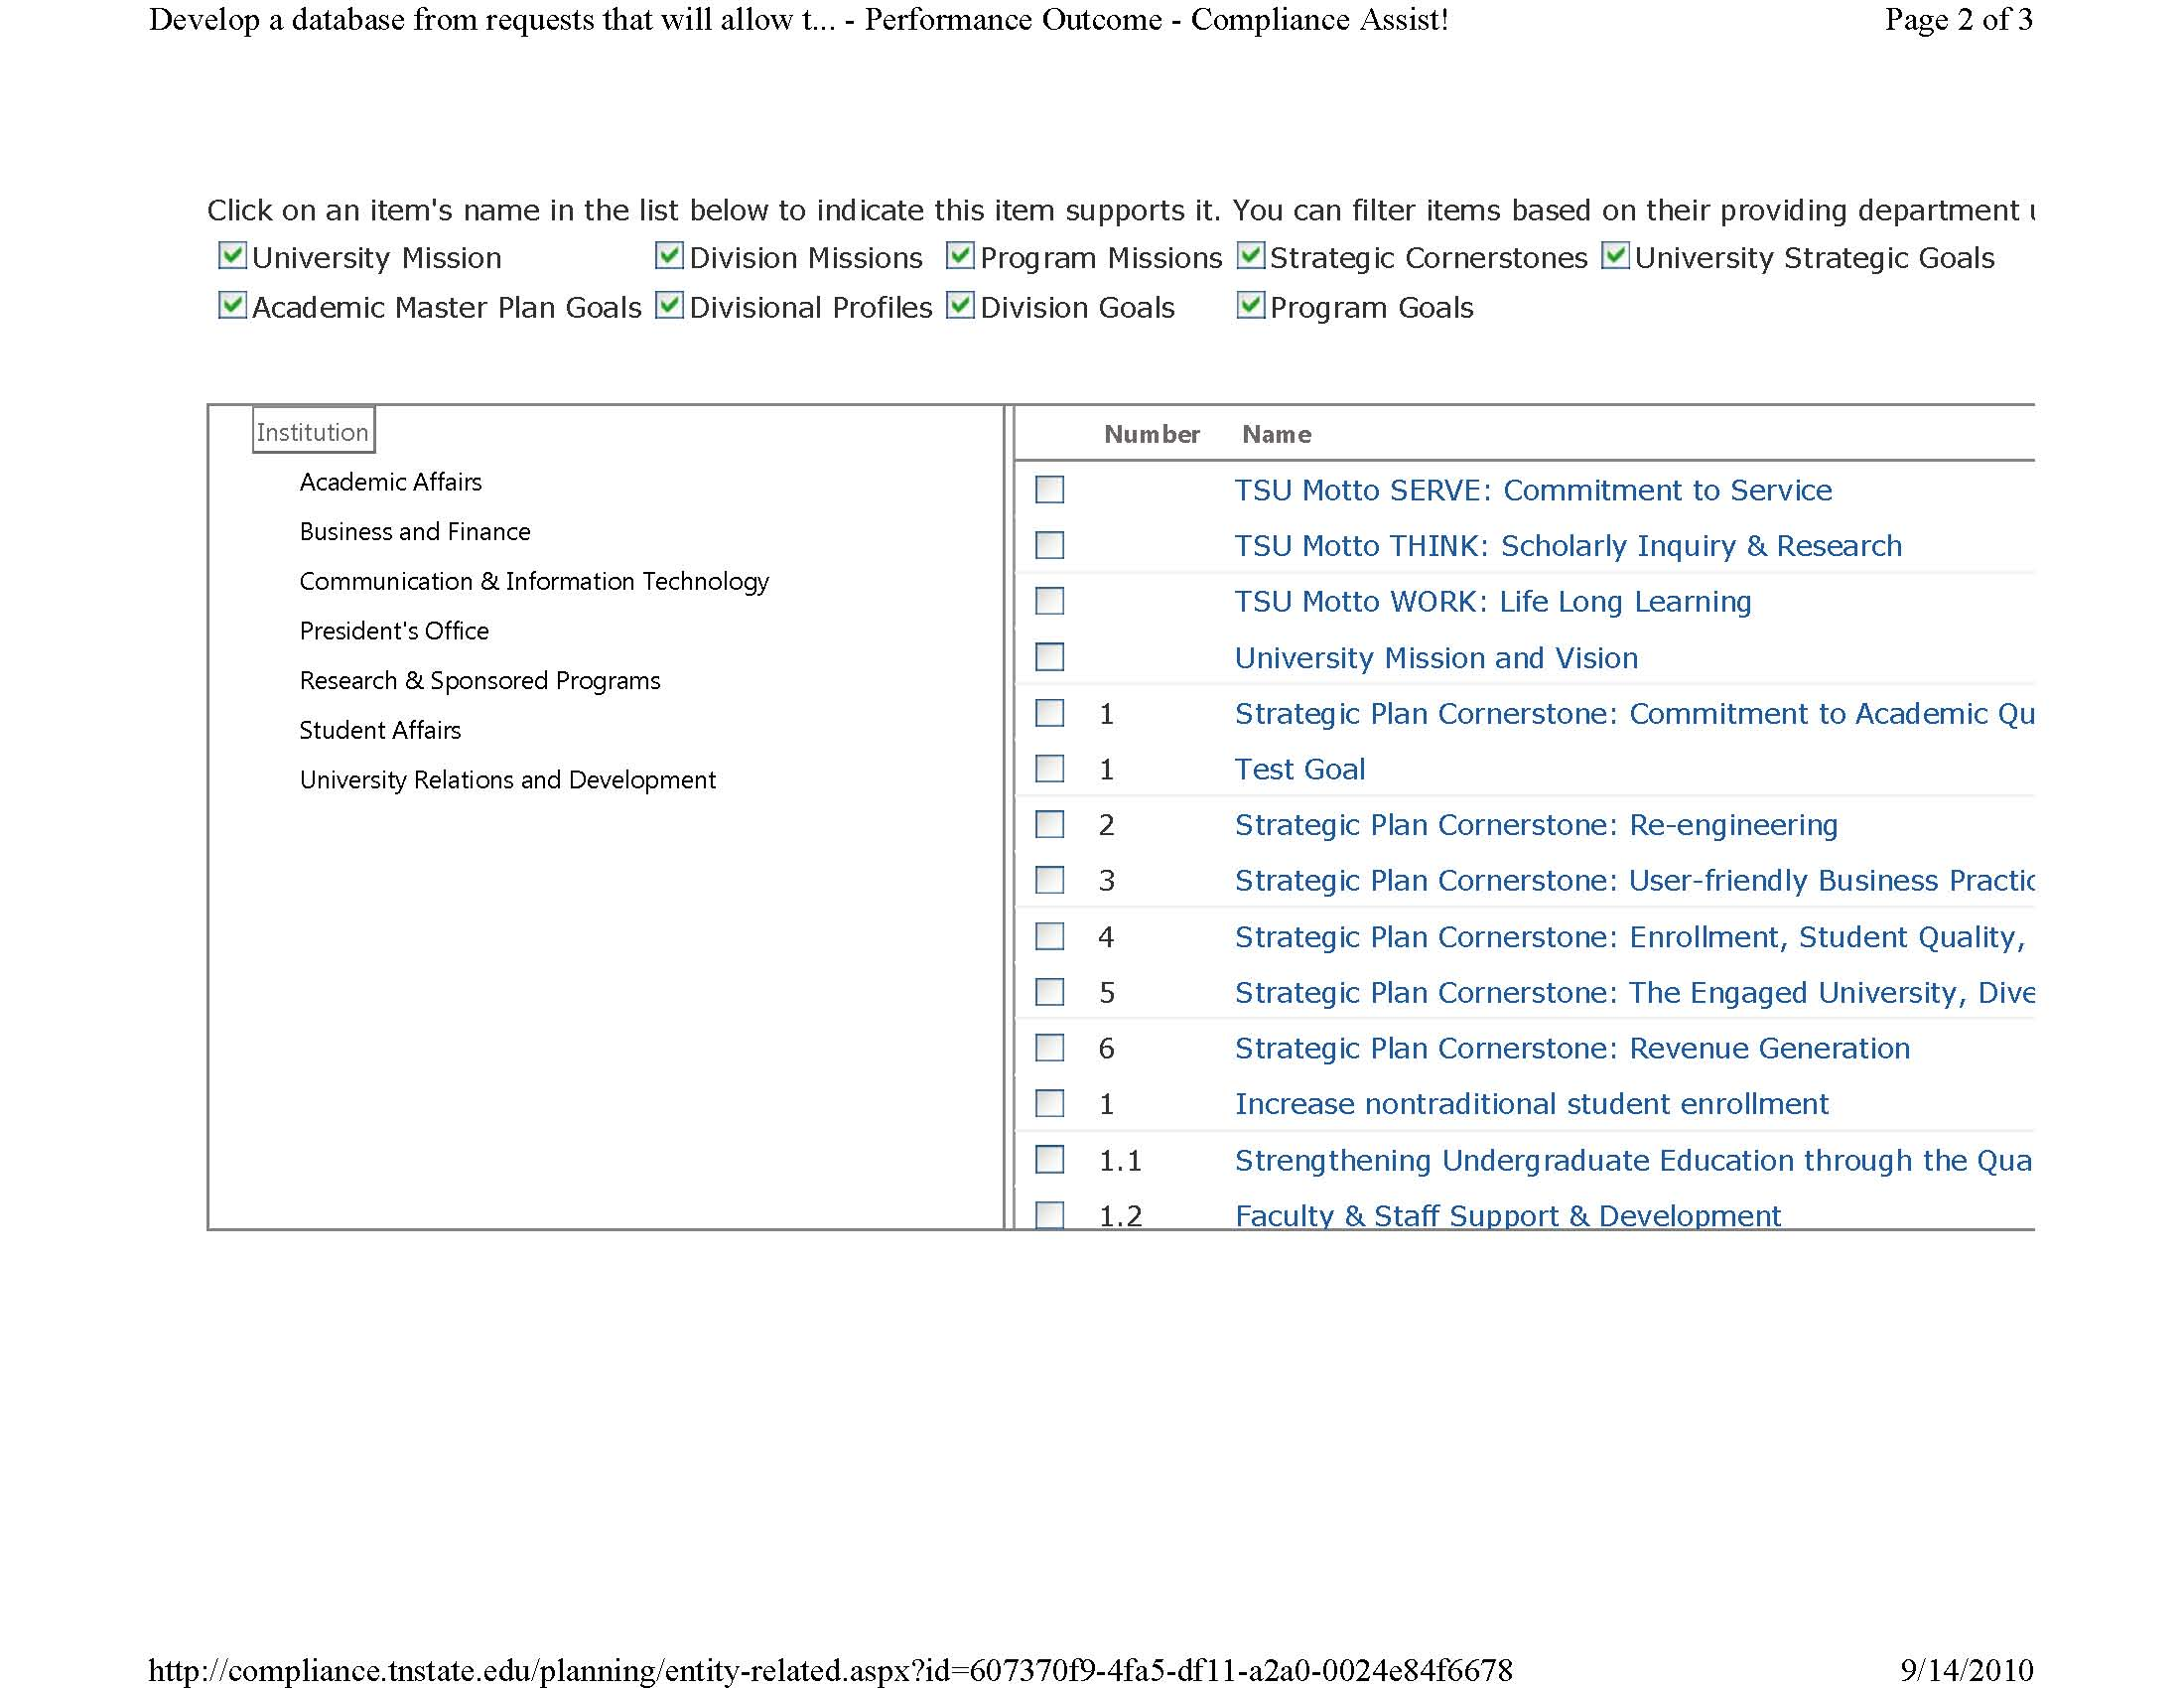 Develop a database from requests that will allow t... - Performance Outcome - Compliance Assist! Page 2 of 3
Click on an item's name in the list below to indicate this item supports it. You can filter items based on their providing department
University Mission Division Missions Program Missions Strategic Cornerstones University Strategic Goals
Academic Master Plan Goals Divisional Profiles Division Goals Program Goals
Institution
Academic Affairs
Business and Finance
Communication & Information Technology
President's Office
Research & Sponsored Programs
Student Affairs
University Relations and Development
Number Name
TSU Motto SERVE: Commitment to Service
TSU Motto THINK: Scholarly Inquiry & Research
TSU Motto WORK: Life Long Learning
University Mission and Vision
1 Strategic Plan Cornerstone: Commitment to Academic Qu
1 Test Goal
2 Strategic Plan Cornerstone: Re-engineering
3 Strategic Plan Cornerstone: User-friendly Business Practic
4 Strategic Plan Cornerstone: Enrollment, Student Quality,
5 Strategic Plan Cornerstone: The Engaged University, Dive
6 Strategic Plan Cornerstone: Revenue Generation
1 Increase nontraditional student enrollment
1.1 Strengthening Undergraduate Education through the Qua
1.2 Faculty & Staff Support & Development
http://compliance.tnstate.edu/planning/entity-related.aspx?id=607370f9-4fa5-df11-a2a0-0024e84f6678 9/14/2010